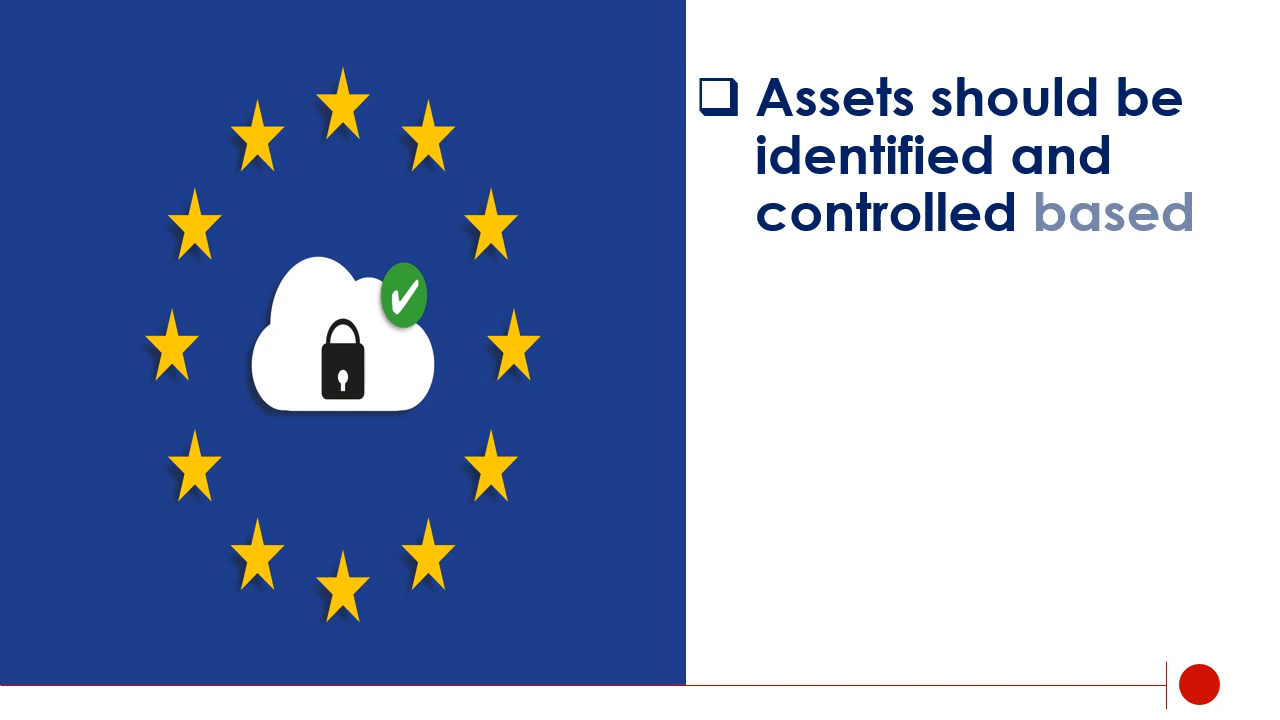 ❑ Assets should be
identified and
controlled based